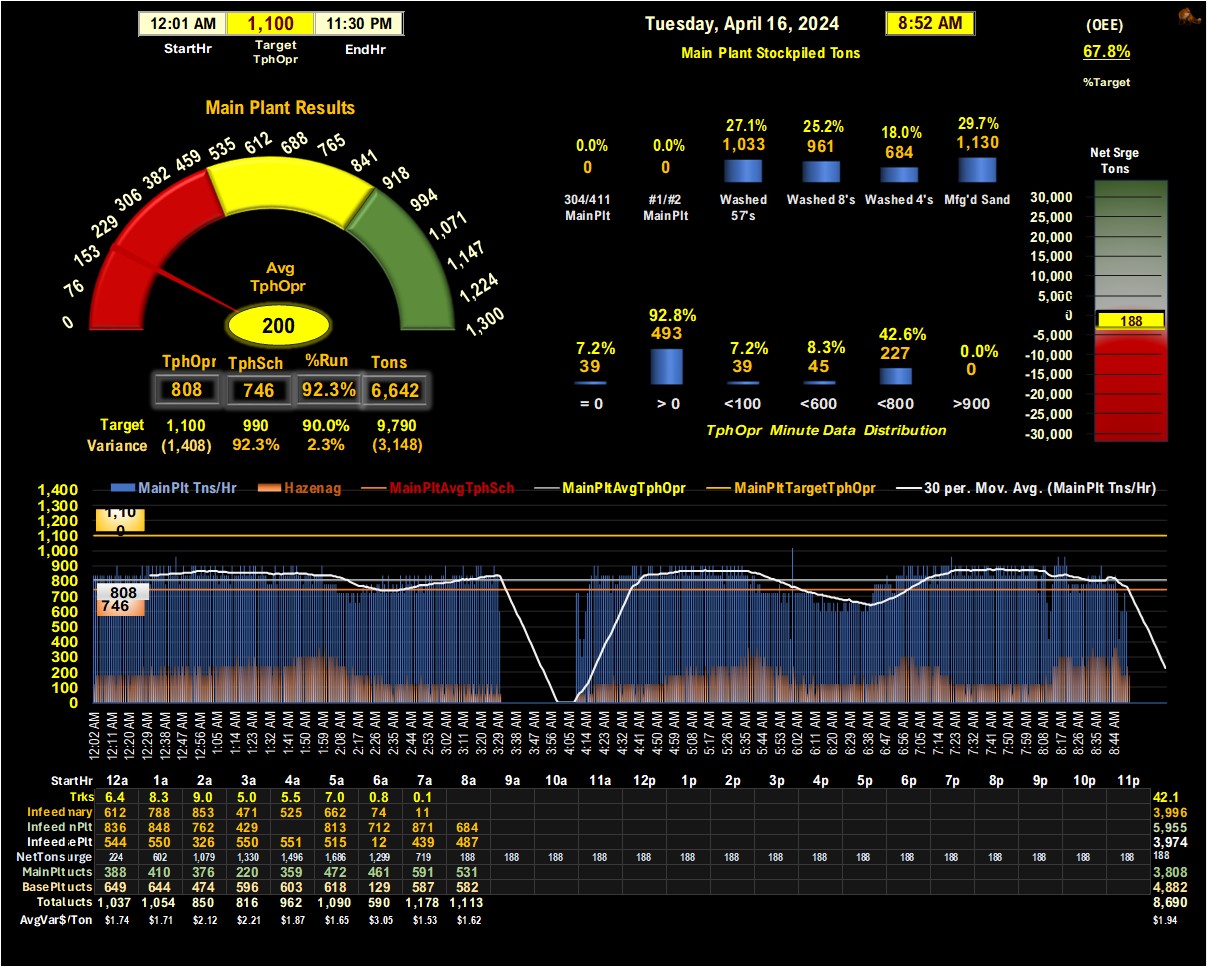 12:01 AM 1,100 11:30 PM
StartHr Target TphOpr EndHr
Tuesday, April 16, 2024 8:52 AM
Main Plant Stockpiled Tons
(OEE)
67.8%
%Target
Main Plant Results
0 76 153 229 306 382 459 535 612 688 765 841 918 994 1,071 1,147 1,224 1,300
Avg
TphOpr
200
TphOpr TphSch %Run Tons
808 746 92.3% 6,642
Target 1,100 990 90.0% 9,790
Variance (1,408) 92.3% 2.3% (3,148)
0.0% 0.0% 27.1% 25.2% 18.0% 29.7%
0 0 1,033 961 684 1,130
304/411 #1/#2 Washed Washed 8's Washed 4's Mfg'd Sand
MainPlt MainPlt 57's
7.2% 92.8% 7.2% 8.3% 42.6% 0.0%
39 493 39 45 227 0
= 0 > 0 <100 <600 <800 >900
TphOpr Minute Data Distribution
Net Srge
Tons
30,000
25,000
20,000
15,000
10,000
5,000
0
188
-5,000
-10,000
-15,000
-20,000
-25,000
-30,000
MainPlt Tns/Hr Hazenag MainPltAvgTphSch MainPltAvgTphOpr MainPltTargetTphOpr 30 per. Mov. Avg. (MainPlt Tns/Hr)
1,400
1,300
1,200
1,100
1,000
900
800
700
600
500
400
300
200
100
0
1,100
808
746
12:02 AM 12:11 AM 12:20 AM 12:29 AM 12:38 AM 12:47 AM 12:56 AM 1:05 AM 1:14 AM 1:23 AM 1:32 AM 1:41 AM 1:50 AM 1:59 AM 2:08 AM 2:17 AM 2:26 AM 2:35 AM 2:44 AM 2:53 AM 3:02 AM 3:11 AM 3:20 AM 3:29 AM 3:38 AM 3:47 AM 3:56 AM 4:05 AM 4:14 AM 4:23 AM 4:32 AM 4:41 AM 4:50 AM 4:59 AM 5:08 AM 5:17 AM 5:26 AM 5:35 AM 5:44 AM 5:53 AM 6:02 AM 6:11 AM 6:20 AM 6:29 AM 6:38 AM 6:47 AM 6:56 AM 7:05 AM 7:14 AM 7:23 AM 7:32 AM 7:41 AM 7:50 AM 7:59 AM 8:08 AM 8:17 AM 8:26 AM 8:35 AM 8:44 AM
StartHr 12a 1a 2a 3a 4a 5a 6a 7a 8a 9a 10a 11a 12p 1p 2p 3p 4p 5p 6p 7p 8p 9p 10p 11p
Trks 6.4 8.3 9.0 5.0 5.5 7.0 0.8 0.1 42.1
Infeed mary 612 788 853 471 525 662 74 11 3,996
Infeed nPlt 836 848 762 429 813 712 871 684 5,955
Infeed ePlt 544 550 326 550 551 515 12 439 487 3,974
NetTons urge 224 602 1,079 1,330 1,496 1,686 1,299 719 188 188 188 188 188 188 188 188 188 188 188 188 188 188 188 188 188
MainPlt ucts 388 410 376 220 359 472 461 591 531 3,808
BasePlt ucts 649 644 474 596 603 618 129 587 582 4,882
Total ucts 1,037 1,054 850 816 962 1,090 590 1,178 1,113 8,690
AvgVar$/Ton $1.74 $1.71 $2.12 $2.21 $1.87 $1.65 $3.05 $1.53 $1.62 $1.94